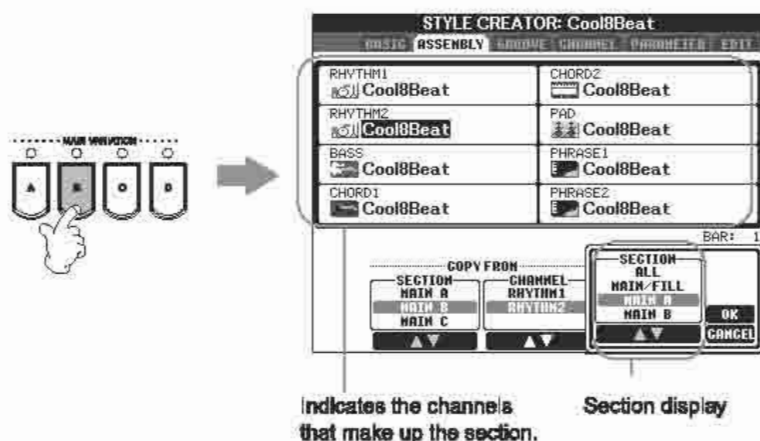 STYLE CREATOR: Cool8Beat
BASIC ASSEMBLY GROOVE CHANNEL PARAMETER EDIT
RHYTHM1
Cool8Beat
CHORD2
Cool8Beat
RHYTHM2
Cool8Beat
PAD
Cool8Beat
BASS
Cool8Beat
PHRASE1
Cool8Beat
CHORD1
Cool8Beat
PHRASE2
Cool8Beat
MAIN VARIATION
A B C D
BAR: 1
COPY FROM
SECTION
MAIN A
MAIN B
MAIN C
CHANNEL
RHYTHM1
RHYTHM2
SECTION
ALL
MAIN/FILL
MAIN A
MAIN B
OK
CANCEL
Indicates the channels
that make up the section.
Section display